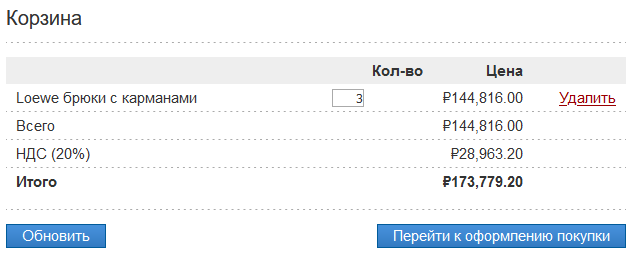 Корзина
Кол-во Цена
Loewe брюки с карманами 3 ₽144,816.00 Удалить
Всего ₽144,816.00
НДС (20%) ₽28,963.20
Итого ₽173,779.20
Обновить Перейти к оформлению покупки